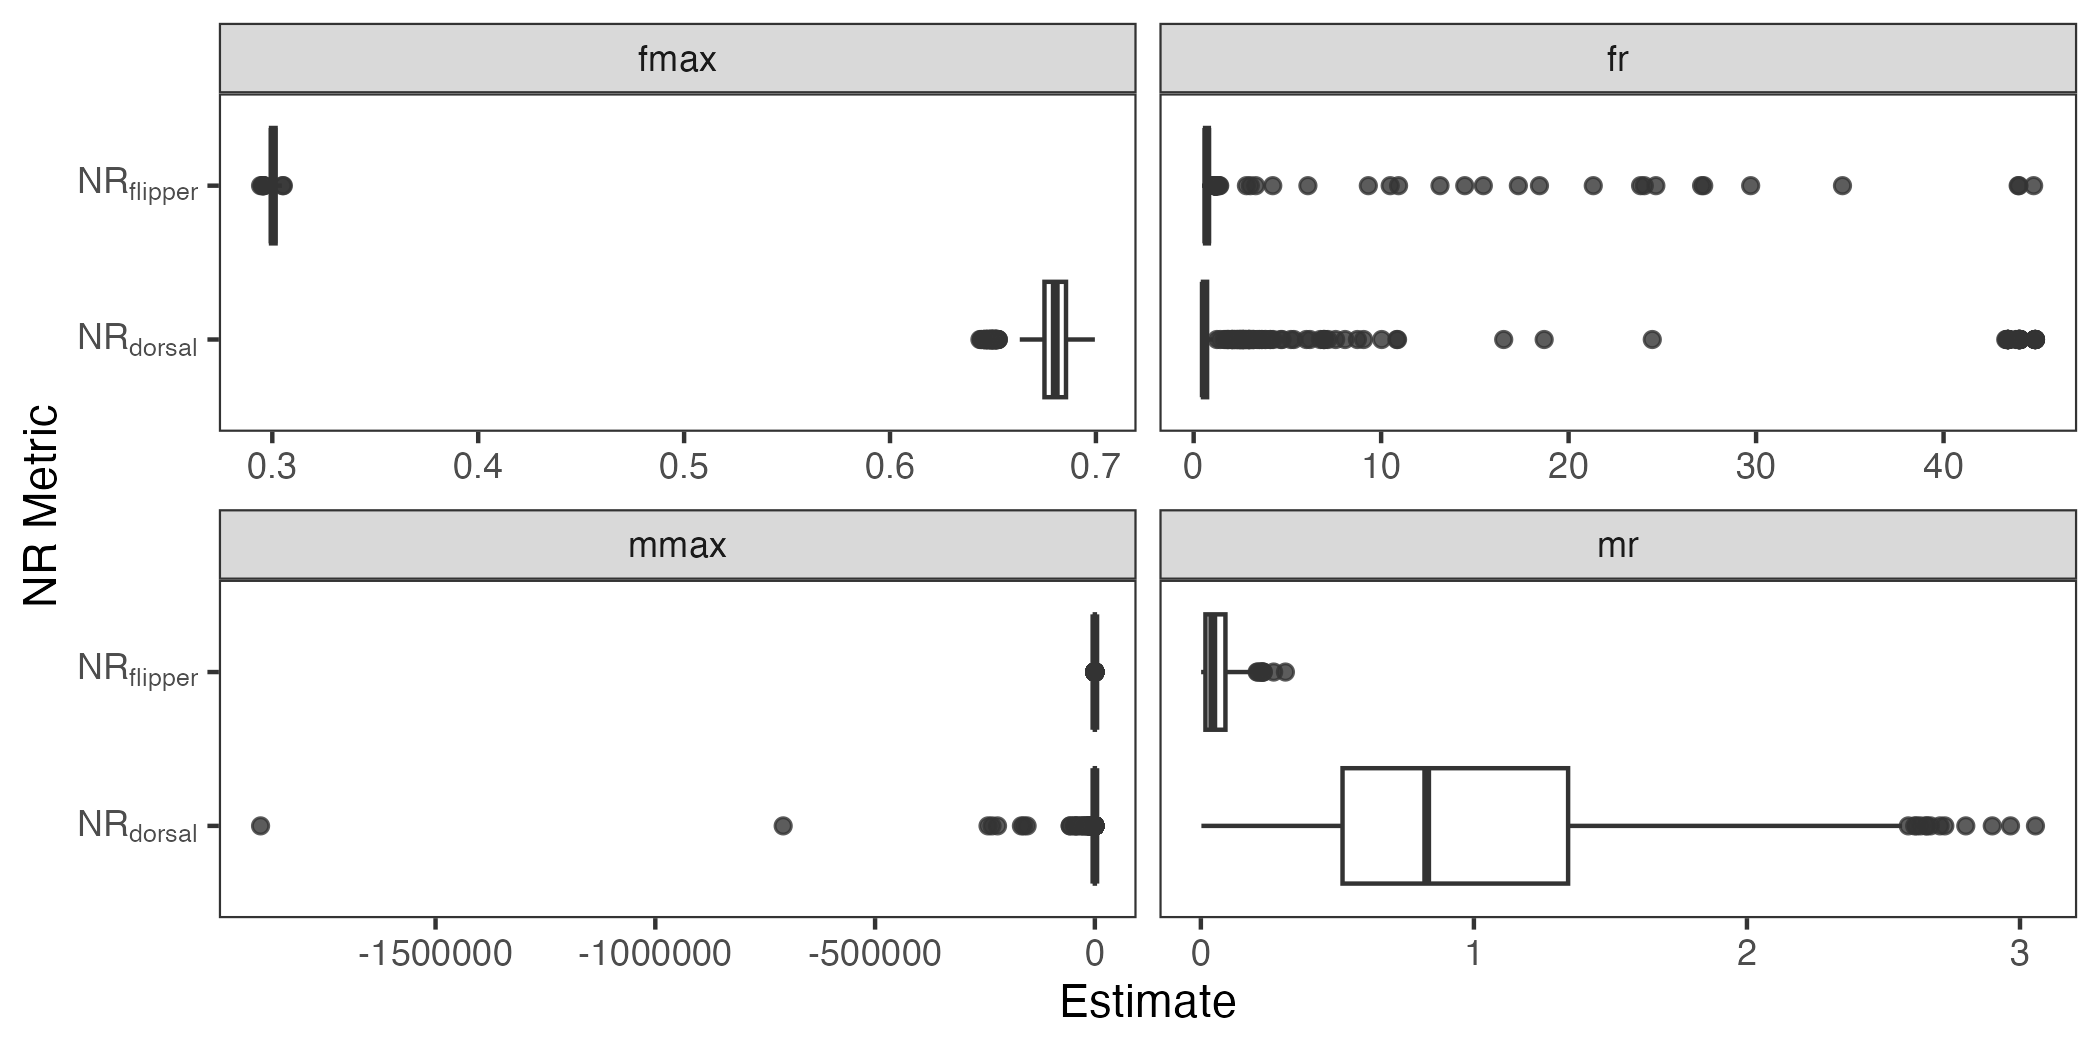 fmax
fr
NR Metric
NRflipper
NRdorsal
0.3 0.4 0.5 0.6 0.7
0 10 20 30 40
mmax
mr
NRflipper
NRdorsal
-1500000 -1000000 -500000 0
0 1 2 3
Estimate